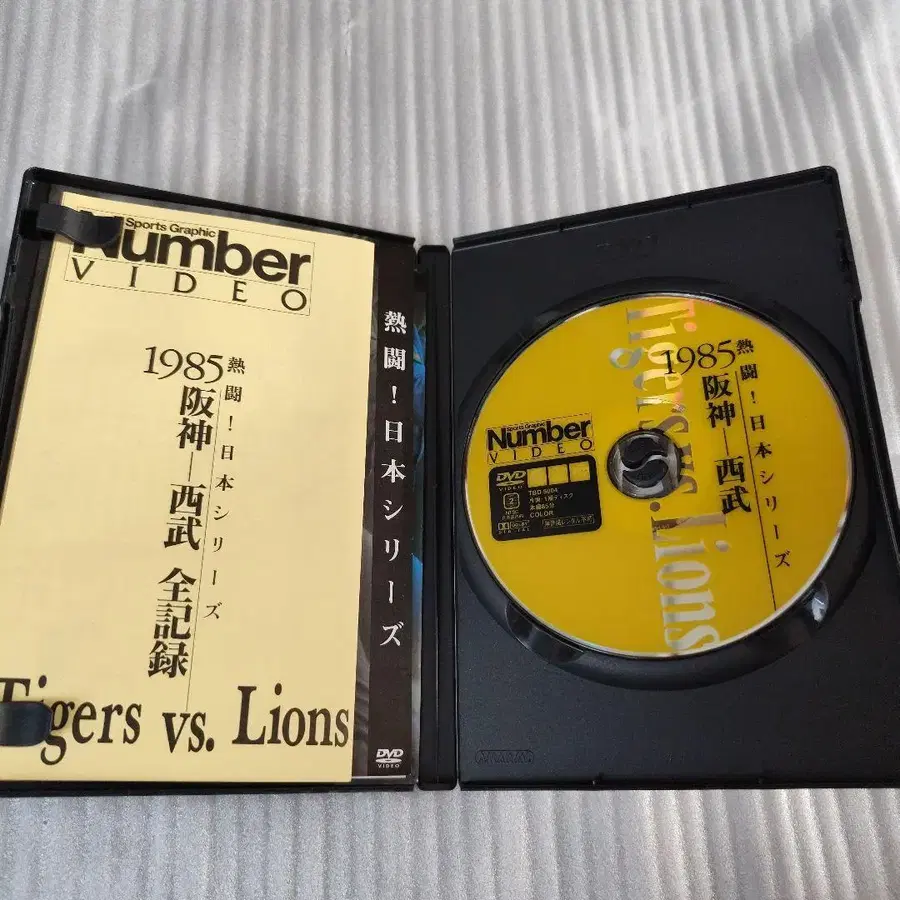 Sports Graphic
Number
VIDEO
熱闘！日本シリーズ
1985
阪神—西武 全記録
Tigers vs. Lions
熱闘！日本シリーズ
DVD
VIDEO
熱闘！日本シリーズ
1985
阪神—西武
Tigers vs. Lions
Sports Graphic
Number
VIDEO
DVD
2
COLOR